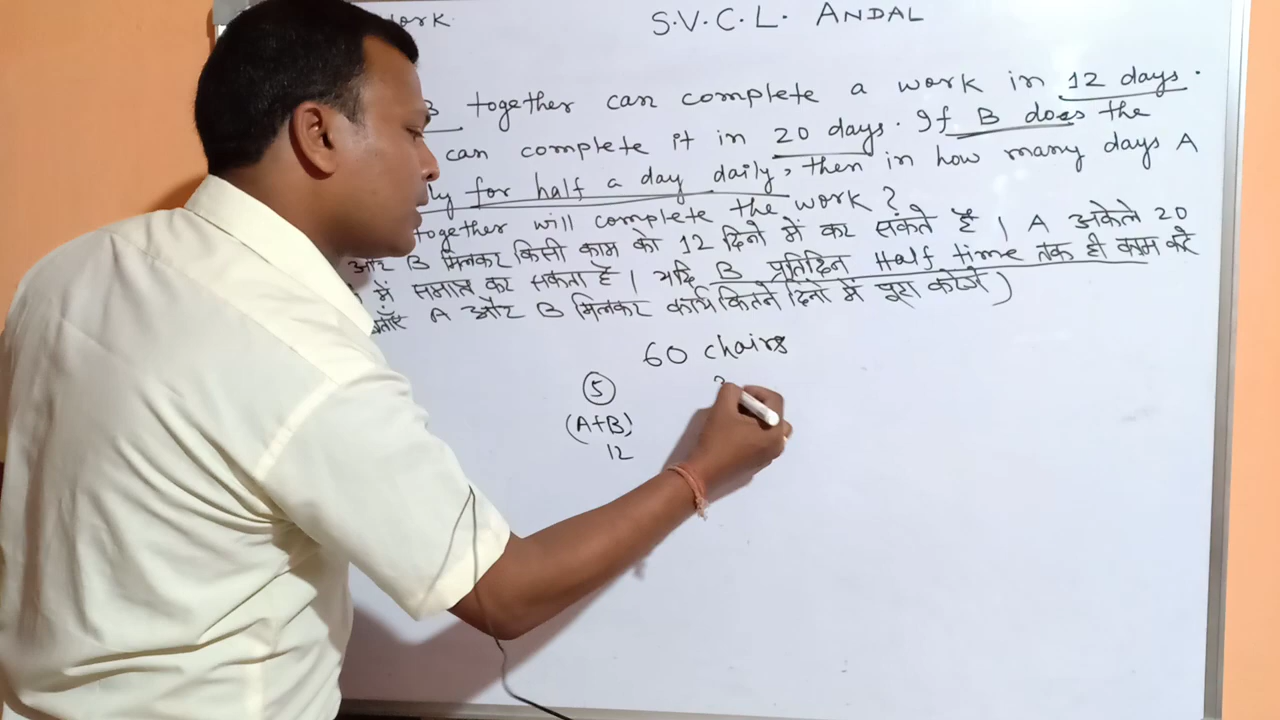 work
S.V.C.L. ANDAL
B together can complete a work in 12 days.
can complete it in 20 days. If B does the
ly for half a day daily, then in how many days A
together will complete the work?
और B मिलकर किसी काम को 12 दिनो में कर सकते हैं। A अकेले 20
में समाप्त कर सकता है। यदि B प्रतिदिन Half time तक ही काम करे
A और B मिलकर कार्य कितने दिनो में पूरा करेंगे)
60 chairs
5
(A+B)
12